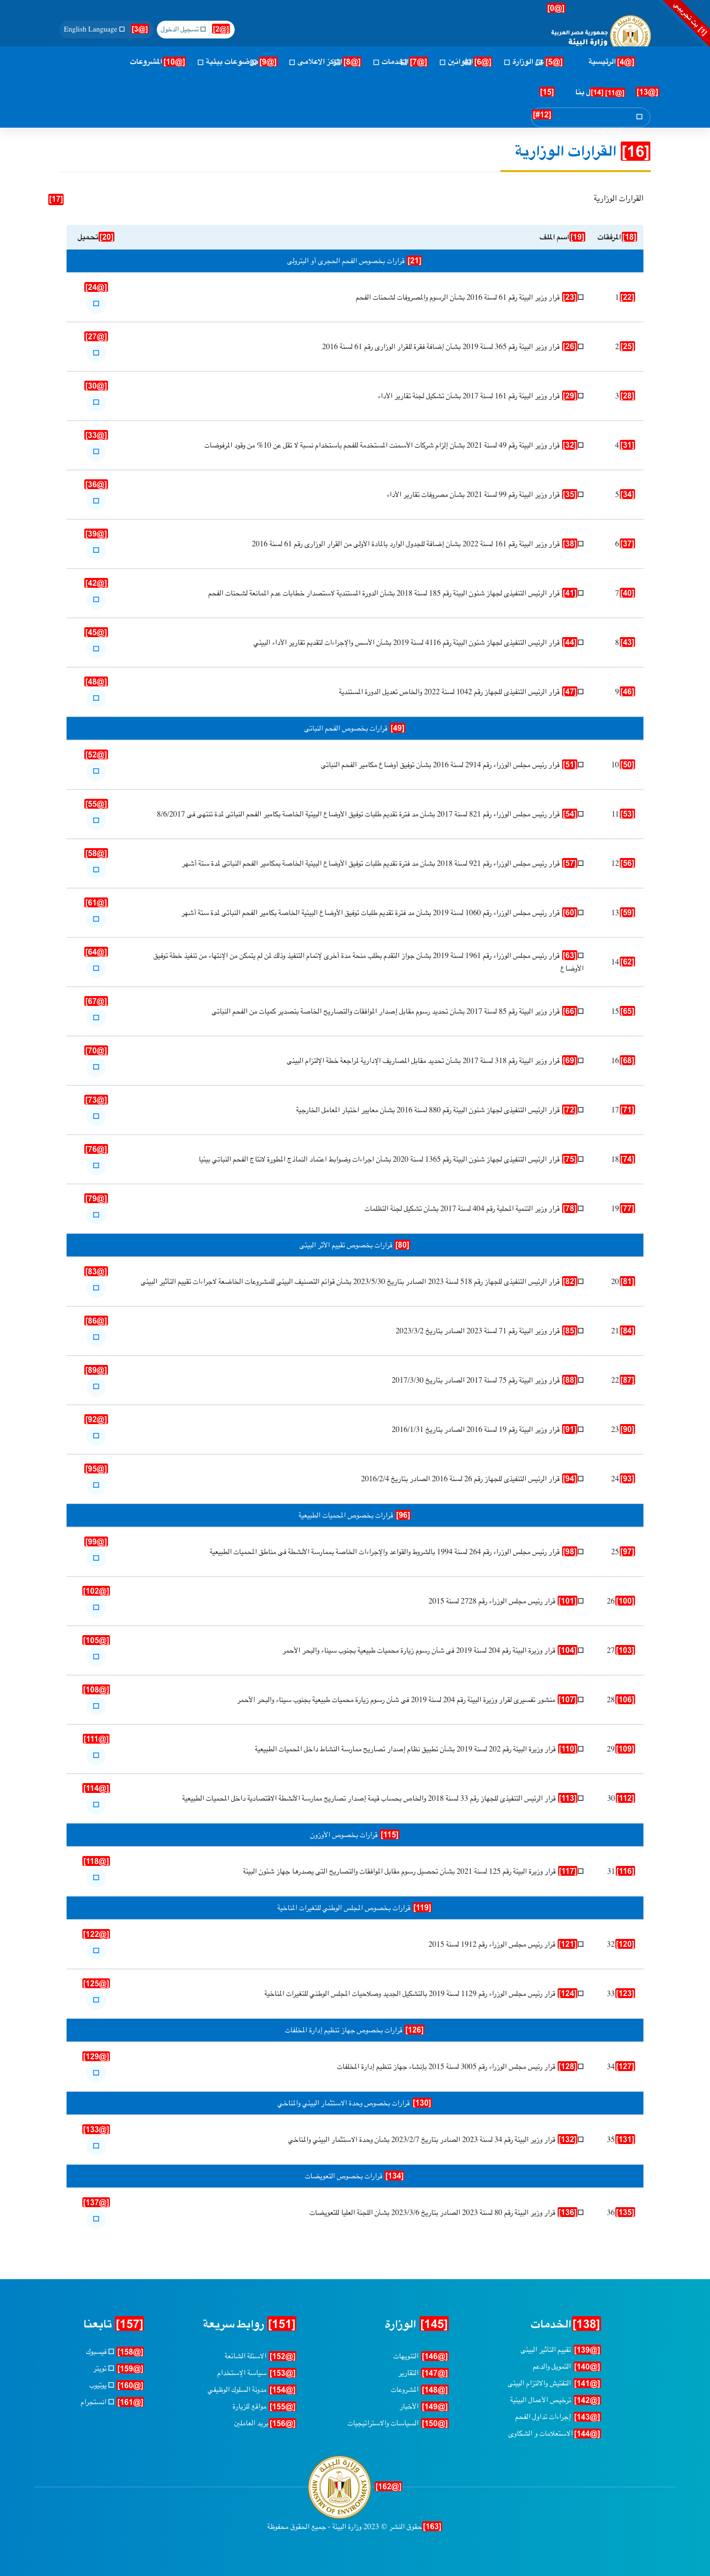 [1] بث تجريبي
[@0]
جمهورية مصر العربية
وزارة البيئة
[@2] تسجيل الدخول
[@3] English Language
[@4] الرئيسية
[@5] عن الوزارة
[@6] القوانين
[@7] الخدمات
[@8] المركز الإعلامى
[@9] موضوعات بيئية
[@10] المشروعات
[@13] [@11] [14] ل بنا [15]
[#12]
[16] القرارات الوزارية
القرارات الوزارية [17]
[18] المرفقات [19] اسم الملف [20] تحميل
[21] قرارات بخصوص الفحم الحجرى أو البترولى
[22] 1 [23] قرار وزير البيئة رقم 61 لسنة 2016 بشأن الرسوم والمصروفات لشحنات الفحم [@24]
[25] 2 [26] قرار وزير البيئة رقم 365 لسنة 2019 بشأن إضافة فقرة للقرار الوزارى رقم 61 لسنة 2016 [@27]
[28] 3 [29] قرار وزير البيئة رقم 161 لسنة 2017 بشأن تشكيل لجنة تقارير الأداء [@30]
[31] 4 [32] قرار وزير البيئة رقم 49 لسنة 2021 بشأن إلزام شركات الأسمنت المستخدمة للفحم باستخدام نسبة لا تقل عن 10% من وقود المرفوضات [@33]
[34] 5 [35] قرار وزير البيئة رقم 99 لسنة 2021 بشأن مصروفات تقارير الأداء [@36]
[37] 6 [38] قرار وزير البيئة رقم 161 لسنة 2022 بشأن إضافة للجدول الوارد بالمادة الأولى من القرار الوزارى رقم 61 لسنة 2016 [@39]
[40] 7 [41] قرار الرئيس التنفيذى لجهاز شئون البيئة رقم 185 لسنة 2018 بشأن الدورة المستندية لاستصدار خطابات عدم الممانعة لشحنات الفحم [@42]
[43] 8 [44] قرار الرئيس التنفيذى لجهاز شئون البيئة رقم 4116 لسنة 2019 بشأن الأسس والإجراءات لتقديم تقارير الأداء البيئي [@45]
[46] 9 [47] قرار الرئيس التنفيذى للجهاز رقم 1042 لسنة 2022 والخاص تعديل الدورة المستندية [@48]
[49] قرارات بخصوص الفحم النباتى
[50] 10 [51] قرار رئيس مجلس الوزراء رقم 2914 لسنة 2016 بشأن توفيق أوضاع مكامير الفحم النباتى [@52]
[53] 11 [54] قرار رئيس مجلس الوزراء رقم 821 لسنة 2017 بشأن مد فترة تقديم طلبات توفيق الأوضاع البيئية الخاصة بكامير الفحم النباتى لمدة تنتهى فى 8/6/2017 [@55]
[56] 12 [57] قرار رئيس مجلس الوزراء رقم 921 لسنة 2018 بشأن مد فترة تقديم طلبات توفيق الأوضاع البيئية الخاصة بمكامير الفحم النباتى لمدة ستة أشهر [@58]
[59] 13 [60] قرار رئيس مجلس الوزراء رقم 1060 لسنة 2019 بشأن مد فترة تقديم طلبات توفيق الأوضاع البيئية الخاصة بكامير الفحم النباتى لمدة ستة أشهر [@61]
[62] 14 [63] قرار رئيس مجلس الوزراء رقم 1961 لسنة 2019 بشأن جواز التقدم بطلب منحة مدة أخرى لإتمام التنفيذ وذلك لمن لم يتمكن من الإنتهاء من تنفيذ خطة توفيق [@64]
الأوضاع
[65] 15 [66] قرار وزير البيئة رقم 85 لسنة 2017 بشأن تحديد رسوم مقابل إصدار الموافقات والتصاريح الخاصة بتصدير كميات من الفحم النباتى [@67]
[68] 16 [69] قرار وزير البيئة رقم 318 لسنة 2017 بشأن تحديد مقابل المصاريف الإدارية لمراجعة خطة الإلتزام البيئى [@70]
[71] 17 [72] قرار الرئيس التنفيذى لجهاز شئون البيئة رقم 880 لسنة 2016 بشأن معايير اختبار المعامل الخارجية [@73]
[74] 18 [75] قرار الرئيس التنفيذى لجهاز شئون البيئة رقم 1365 لسنة 2020 بشأن اجراءات وضوابط اعتماد النماذج المطورة لانتاج الفحم النباتي بيئيا [@76]
[77] 19 [78] قرار وزير التنمية المحلية رقم 404 لسنة 2017 بشأن تشكيل لجنة التظلمات [@79]
[80] قرارات بخصوص تقييم الأثر البيئى
[81] 20 [82] قرار الرئيس التنفيذى للجهاز رقم 518 لسنة 2023 الصادر بتاريخ 2023/5/30 بشأن قوائم التصنيف البيئى للمشروعات الخاضعة لاجراءات تقييم التأثير البيئى [@83]
[84] 21 [85] قرار وزير البيئة رقم 71 لسنة 2023 الصادر بتاريخ 2023/3/2 [@86]
[87] 22 [88] قرار وزير البيئة رقم 75 لسنة 2017 الصادر بتاريخ 2017/3/30 [@89]
[90] 23 [91] قرار وزير البيئة رقم 19 لسنة 2016 الصادر بتاريخ 2016/1/31 [@92]
[93] 24 [94] قرار الرئيس التنفيذى للجهاز رقم 26 لسنة 2016 الصادر بتاريخ 2016/2/4 [@95]
[96] قرارات بخصوص المحميات الطبيعية
[97] 25 [98] قرار رئيس مجلس الوزراء رقم 264 لسنة 1994 بالشروط والقواعد والإجراءات الخاصة بممارسة الأنشطة فى مناطق المحميات الطبيعية [@99]
[100] 26 [101] قرار رئيس مجلس الوزراء رقم 2728 لسنة 2015 [@102]
[103] 27 [104] قرار وزيرة البيئة رقم 204 لسنة 2019 فى شأن رسوم زيارة محميات طبيعية بجنوب سيناء والبحر الأحمر [@105]
[106] 28 [107] منشور تفسيرى لقرار وزيرة البيئة رقم 204 لسنة 2019 فى شأن رسوم زيارة محميات طبيعية بجنوب سيناء والبحر الأحمر [@108]
[109] 29 [110] قرار وزيرة البيئة رقم 202 لسنة 2019 بشأن تطبيق نظام إصدار تصاريح ممارسة النشاط داخل المحميات الطبيعية [@111]
[112] 30 [113] قرار الرئيس التنفيذى للجهاز رقم 33 لسنة 2018 والخاص بحساب قيمة إصدار تصاريح ممارسة الأنشطة الاقتصادية داخل المحميات الطبيعية [@114]
[115] قرارات بخصوص الأوزون
[116] 31 [117] قرار وزيرة البيئة رقم 125 لسنة 2021 بشأن تحصيل رسوم مقابل الموافقات والتصاريح التى يصدرها جهاز شئون البيئة [@118]
[119] قرارات بخصوص المجلس الوطني للتغيرات المناخية
[120] 32 [121] قرار رئيس مجلس الوزراء رقم 1912 لسنة 2015 [@122]
[123] 33 [124] قرار رئيس مجلس الوزراء رقم 1129 لسنة 2019 بالتشكيل الجديد وصلاحيات المجلس الوطني للتغيرات المناخية [@125]
[126] قرارات بخصوص جهاز تنظيم إدارة المخلفات
[127] 34 [128] قرار رئيس مجلس الوزراء رقم 3005 لسنة 2015 بإنشاء جهاز تنظيم إدارة المخلفات [@129]
[130] قرارات بخصوص وحدة الاستثمار البيئي والمناخي
[131] 35 [132] قرار وزير البيئة رقم 34 لسنة 2023 الصادر بتاريخ 2023/2/7 بشأن وحدة الاستثمار البيئي والمناخي [@133]
[134] قرارات بخصوص التعويضات
[135] 36 [136] قرار وزير البيئة رقم 80 لسنة 2023 الصادر بتاريخ 2023/3/6 بشأن اللجنة العليا للتعويضات [@137]
[138] الخدمات
[@139] تقييم التأثير البيئى
[@140] التمويل والدعم
[@141] التفتيش والالتزام البيئى
[@142] ترخيص الأعمال البيئية
[@143] إجراءات تداول الفحم
[@144] الاستعلامات و الشكاوى
[145] الوزارة
[@146] التنويهات
[@147] التقارير
[@148] المشروعات
[@149] الأخبار
[@150] السياسات والاستراتيجيات
[151] روابط سريعة
[@152] الاسئلة الشائعة
[@153] سياسة الإستخدام
[@154] مدونة السلوك الوظيفي
[@155] مواقع للزيارة
[@156] بريد العاملين
[157] تابعنا
[@158] فيسبوك
[@159] تويتر
[@160] يوتيوب
[@161] انستجرام
[@162]
MINISTRY OF ENVIRONMENT
[163] حقوق النشر © 2023 وزارة البيئة - جميع الحقوق محفوظة